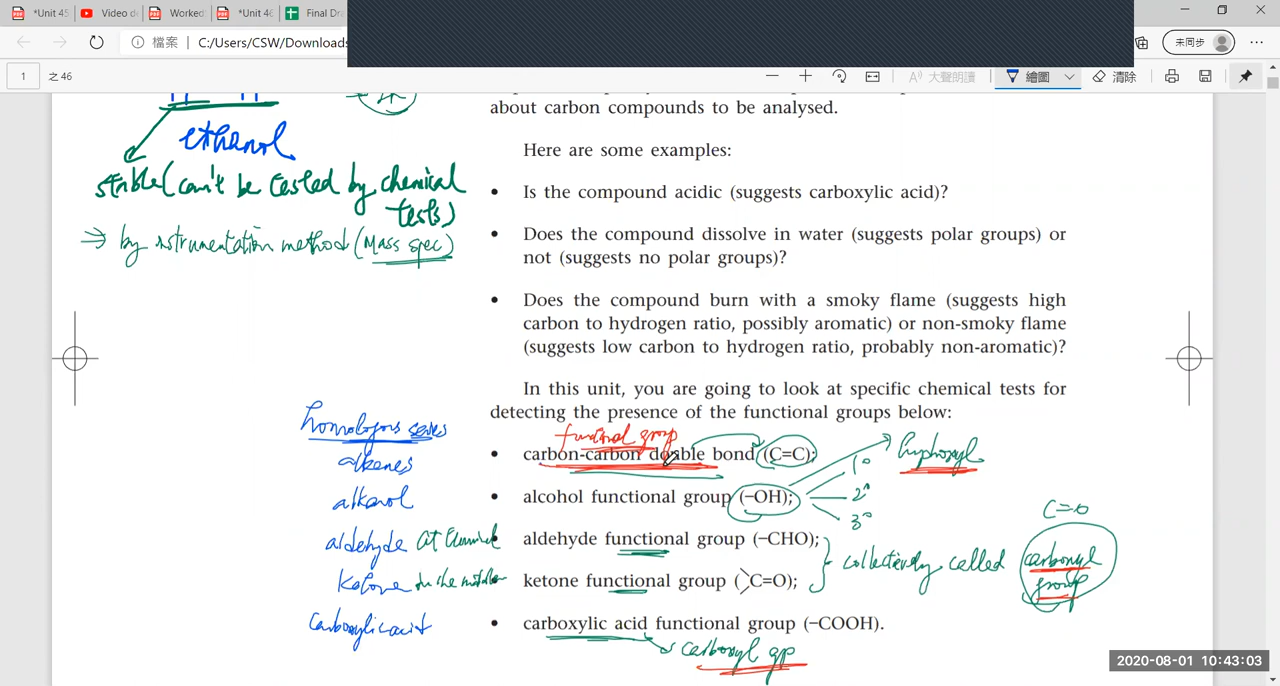 *Unit 45
Video d
Worked
*Unit 46
Final Dr
檔案
C:/Users/CSW/Downloads
未同步
1
之 46
大聲朗讀
繪圖
清除
ethanol
stable (can't be tested by chemical
tests)
⇒ by instrumentation method (Mass spec)
about carbon compounds to be analysed.
Here are some examples:
• Is the compound acidic (suggests carboxylic acid)?
• Does the compound dissolve in water (suggests polar groups) or
not (suggests no polar groups)?
• Does the compound burn with a smoky flame (suggests high
carbon to hydrogen ratio, possibly aromatic) or non-smoky flame
(suggests low carbon to hydrogen ratio, probably non-aromatic)?
In this unit, you are going to look at specific chemical tests for
detecting the presence of the functional groups below:
homologous series
functional group
• carbon-carbon double bond (C=C);
hydroxyl
alkenes
1°
alkanol
• alcohol functional group (−OH);
2°
3°
C=O
aldehyde at terminal
• aldehyde functional group (−CHO);
collectively called
carbonyl
group
ketone in the middle
• ketone functional group (>C=O);
carboxylic acid
• carboxylic acid functional group (−COOH).
carboxyl gp
2020-08-01 10:43:03